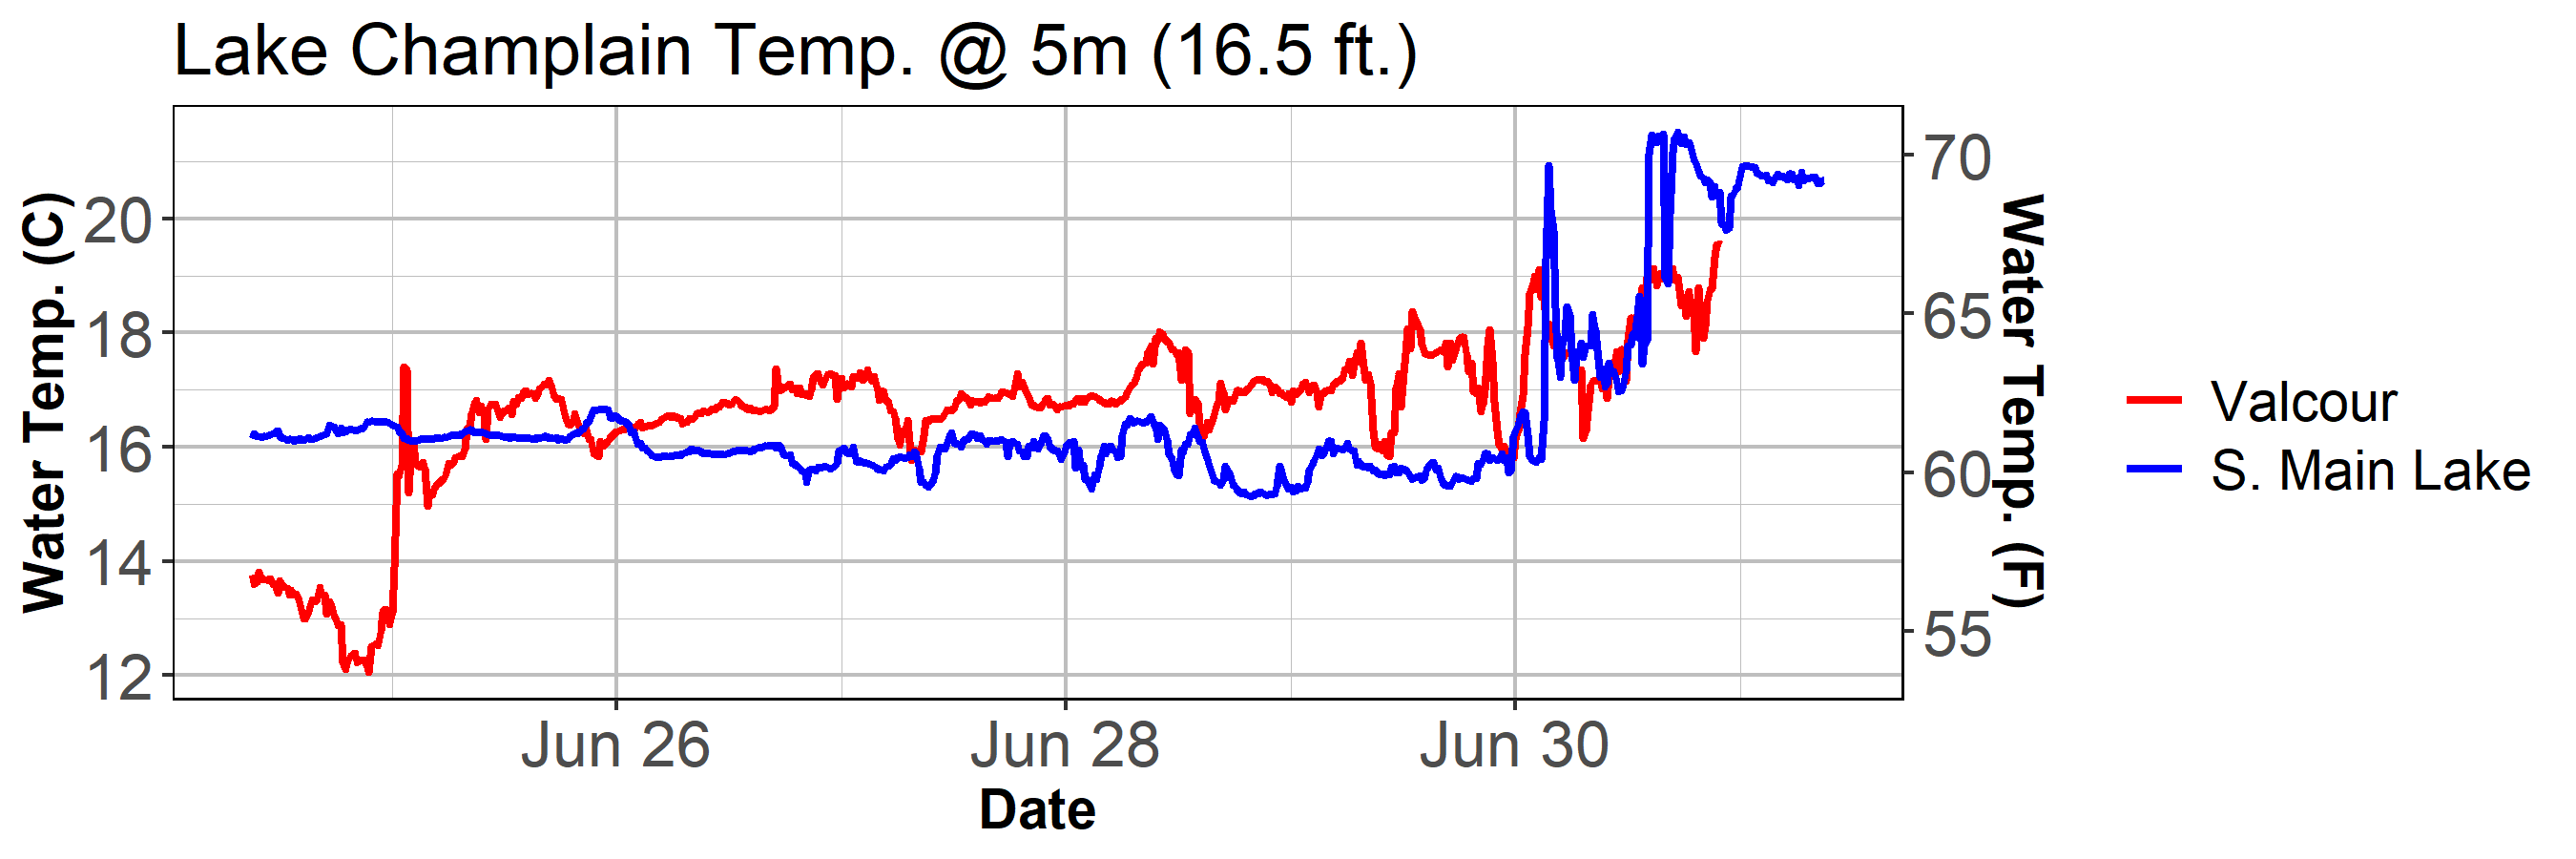 Lake Champlain Temp. @ 5m (16.5 ft.)
Water Temp. (C)
20
18
16
14
12
70
65
60
55
Water Temp. (F)
Jun 26
Jun 28
Jun 30
Date
Valcour
S. Main Lake